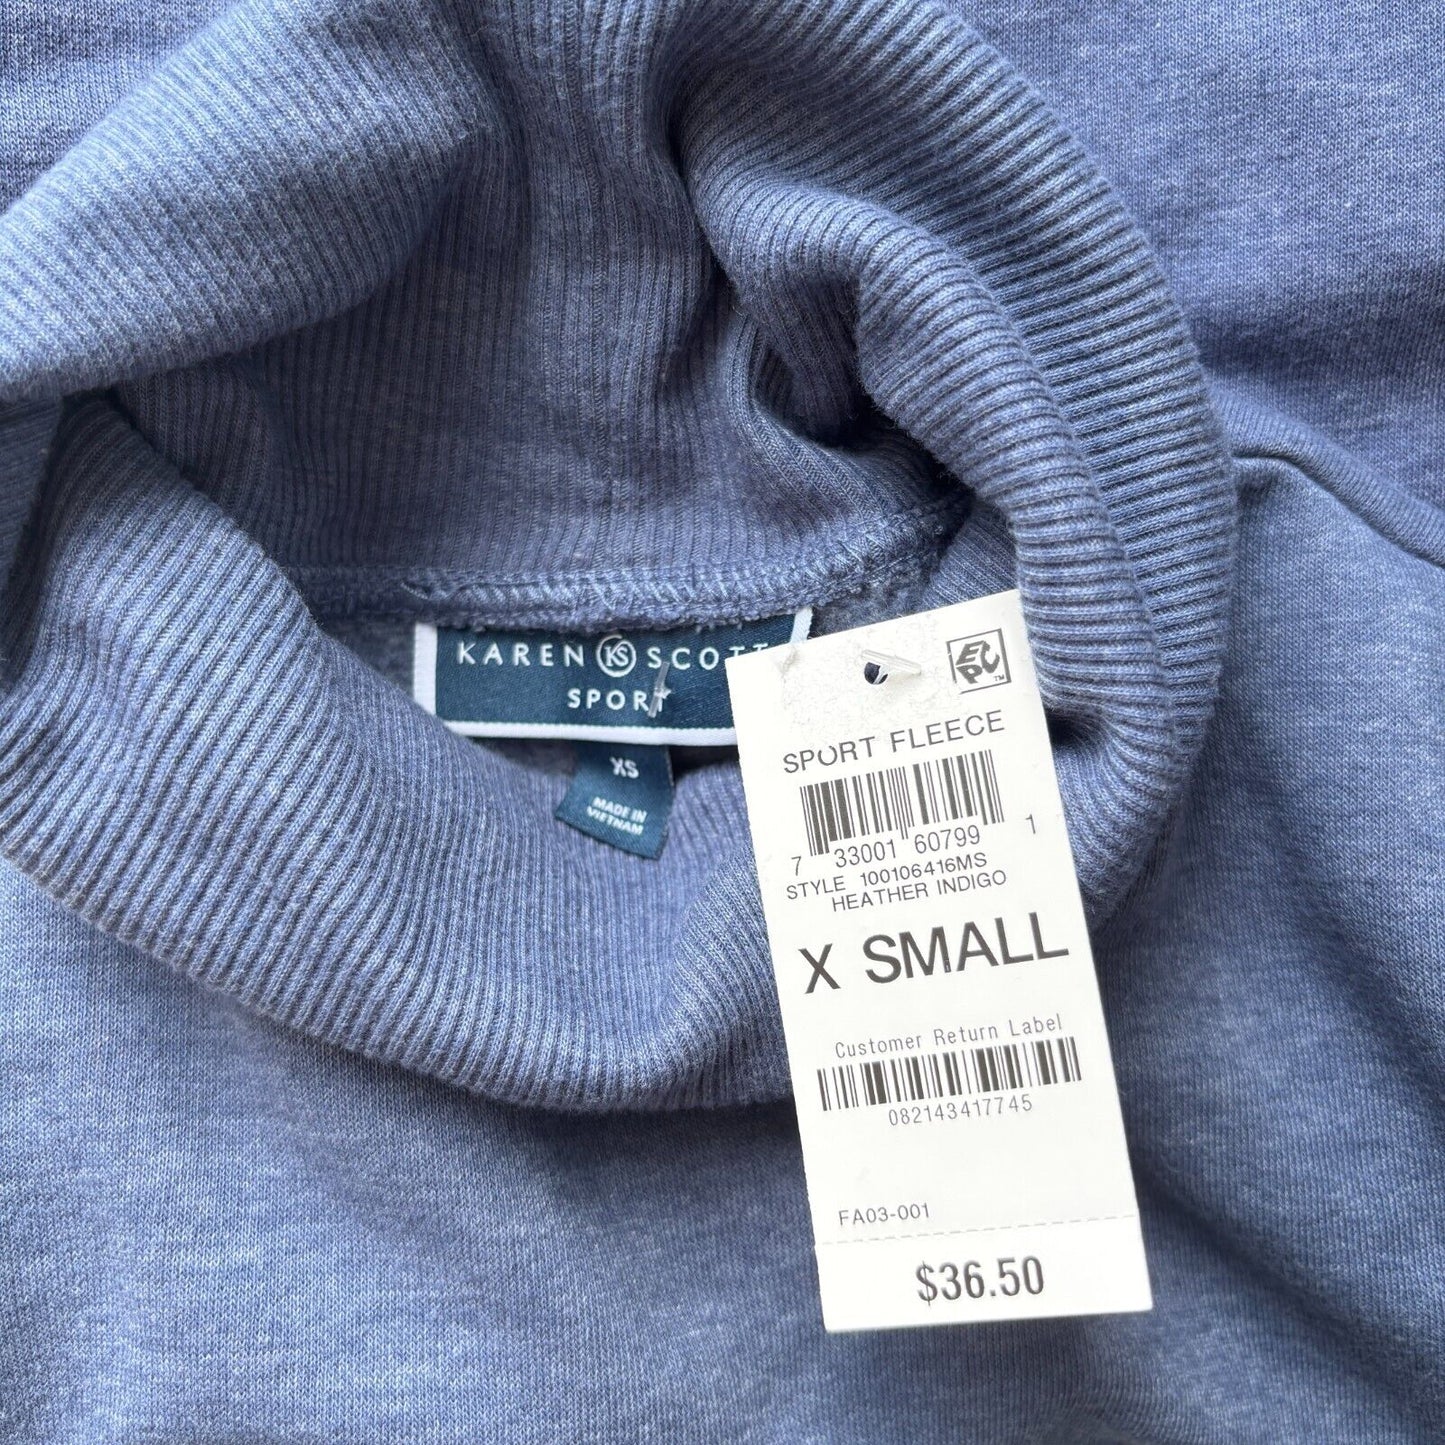 KAREN KS SCOTT
SPORT
XS
MADE IN
VIETNAM
EPC™
SPORT FLEECE
7 33001 60799 1
STYLE 100106416MS
HEATHER INDIGO
X SMALL
Customer Return Label
082143417745
FA03-001
$36.50